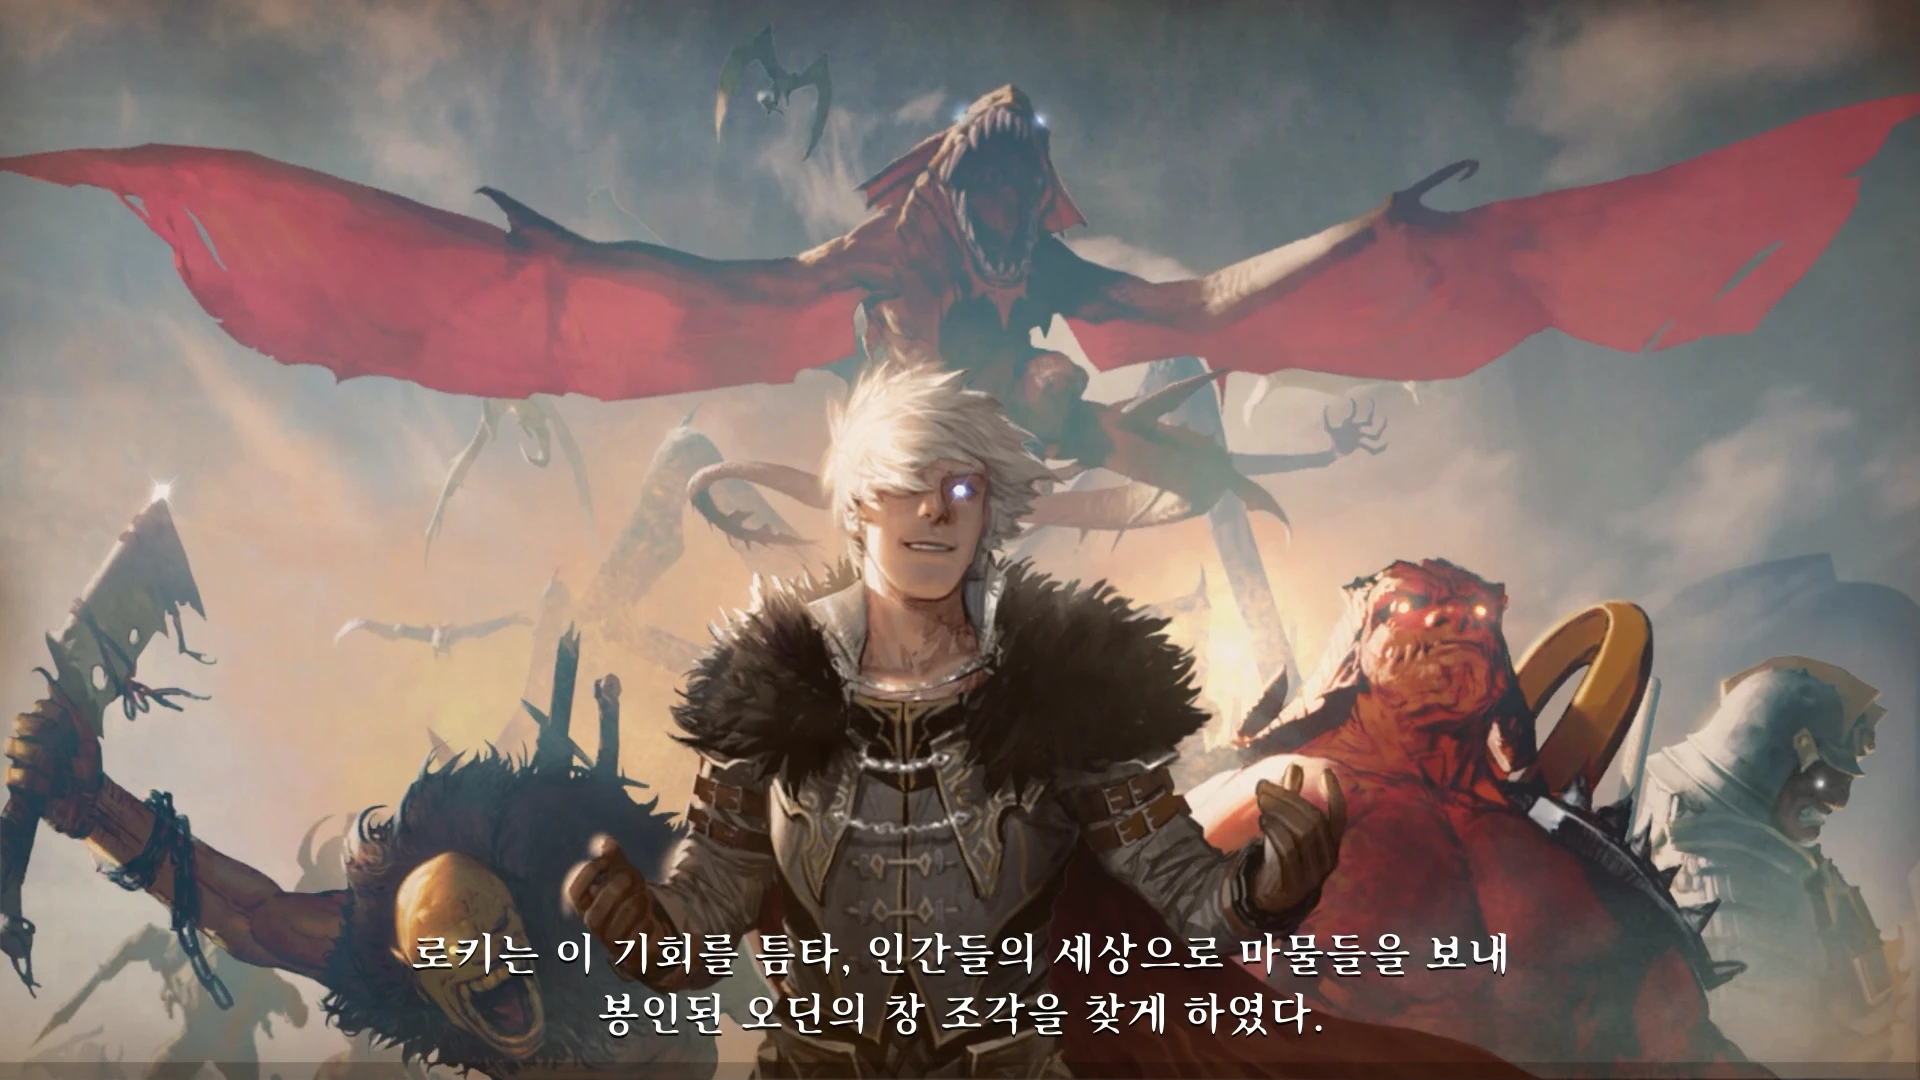 로키는 이 기회를 틈타, 인간들의 세상으로 마물들을 보내
봉인된 오딘의 창 조각을 찾게 하였다.